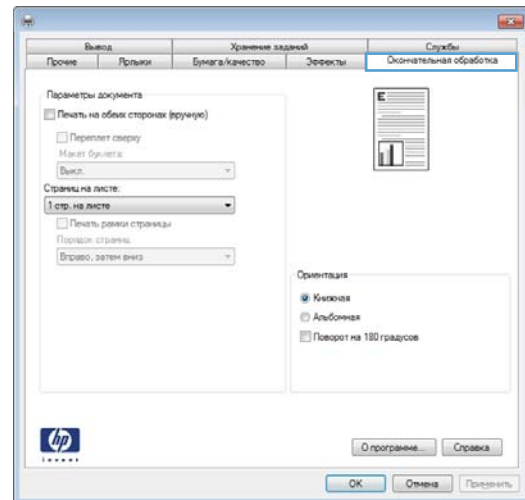 Вывод
Хранение заданий
Службы
Прочие
Ярлыки
Бумага/качество
Эффекты
Окончательная обработка
Параметры документа
Печать на обеих сторонах (вручную)
Переплет сверху
Макет буклета:
Выкл.
Страниц на листе:
1 стр. на листе
Печать рамки страницы
Порядок страниц:
Вправо, затем вниз
E
Ориентация
Книжная
Альбомная
Поворот на 180 градусов
hp
invent
О программе...
Справка
OK
Отмена
Применить